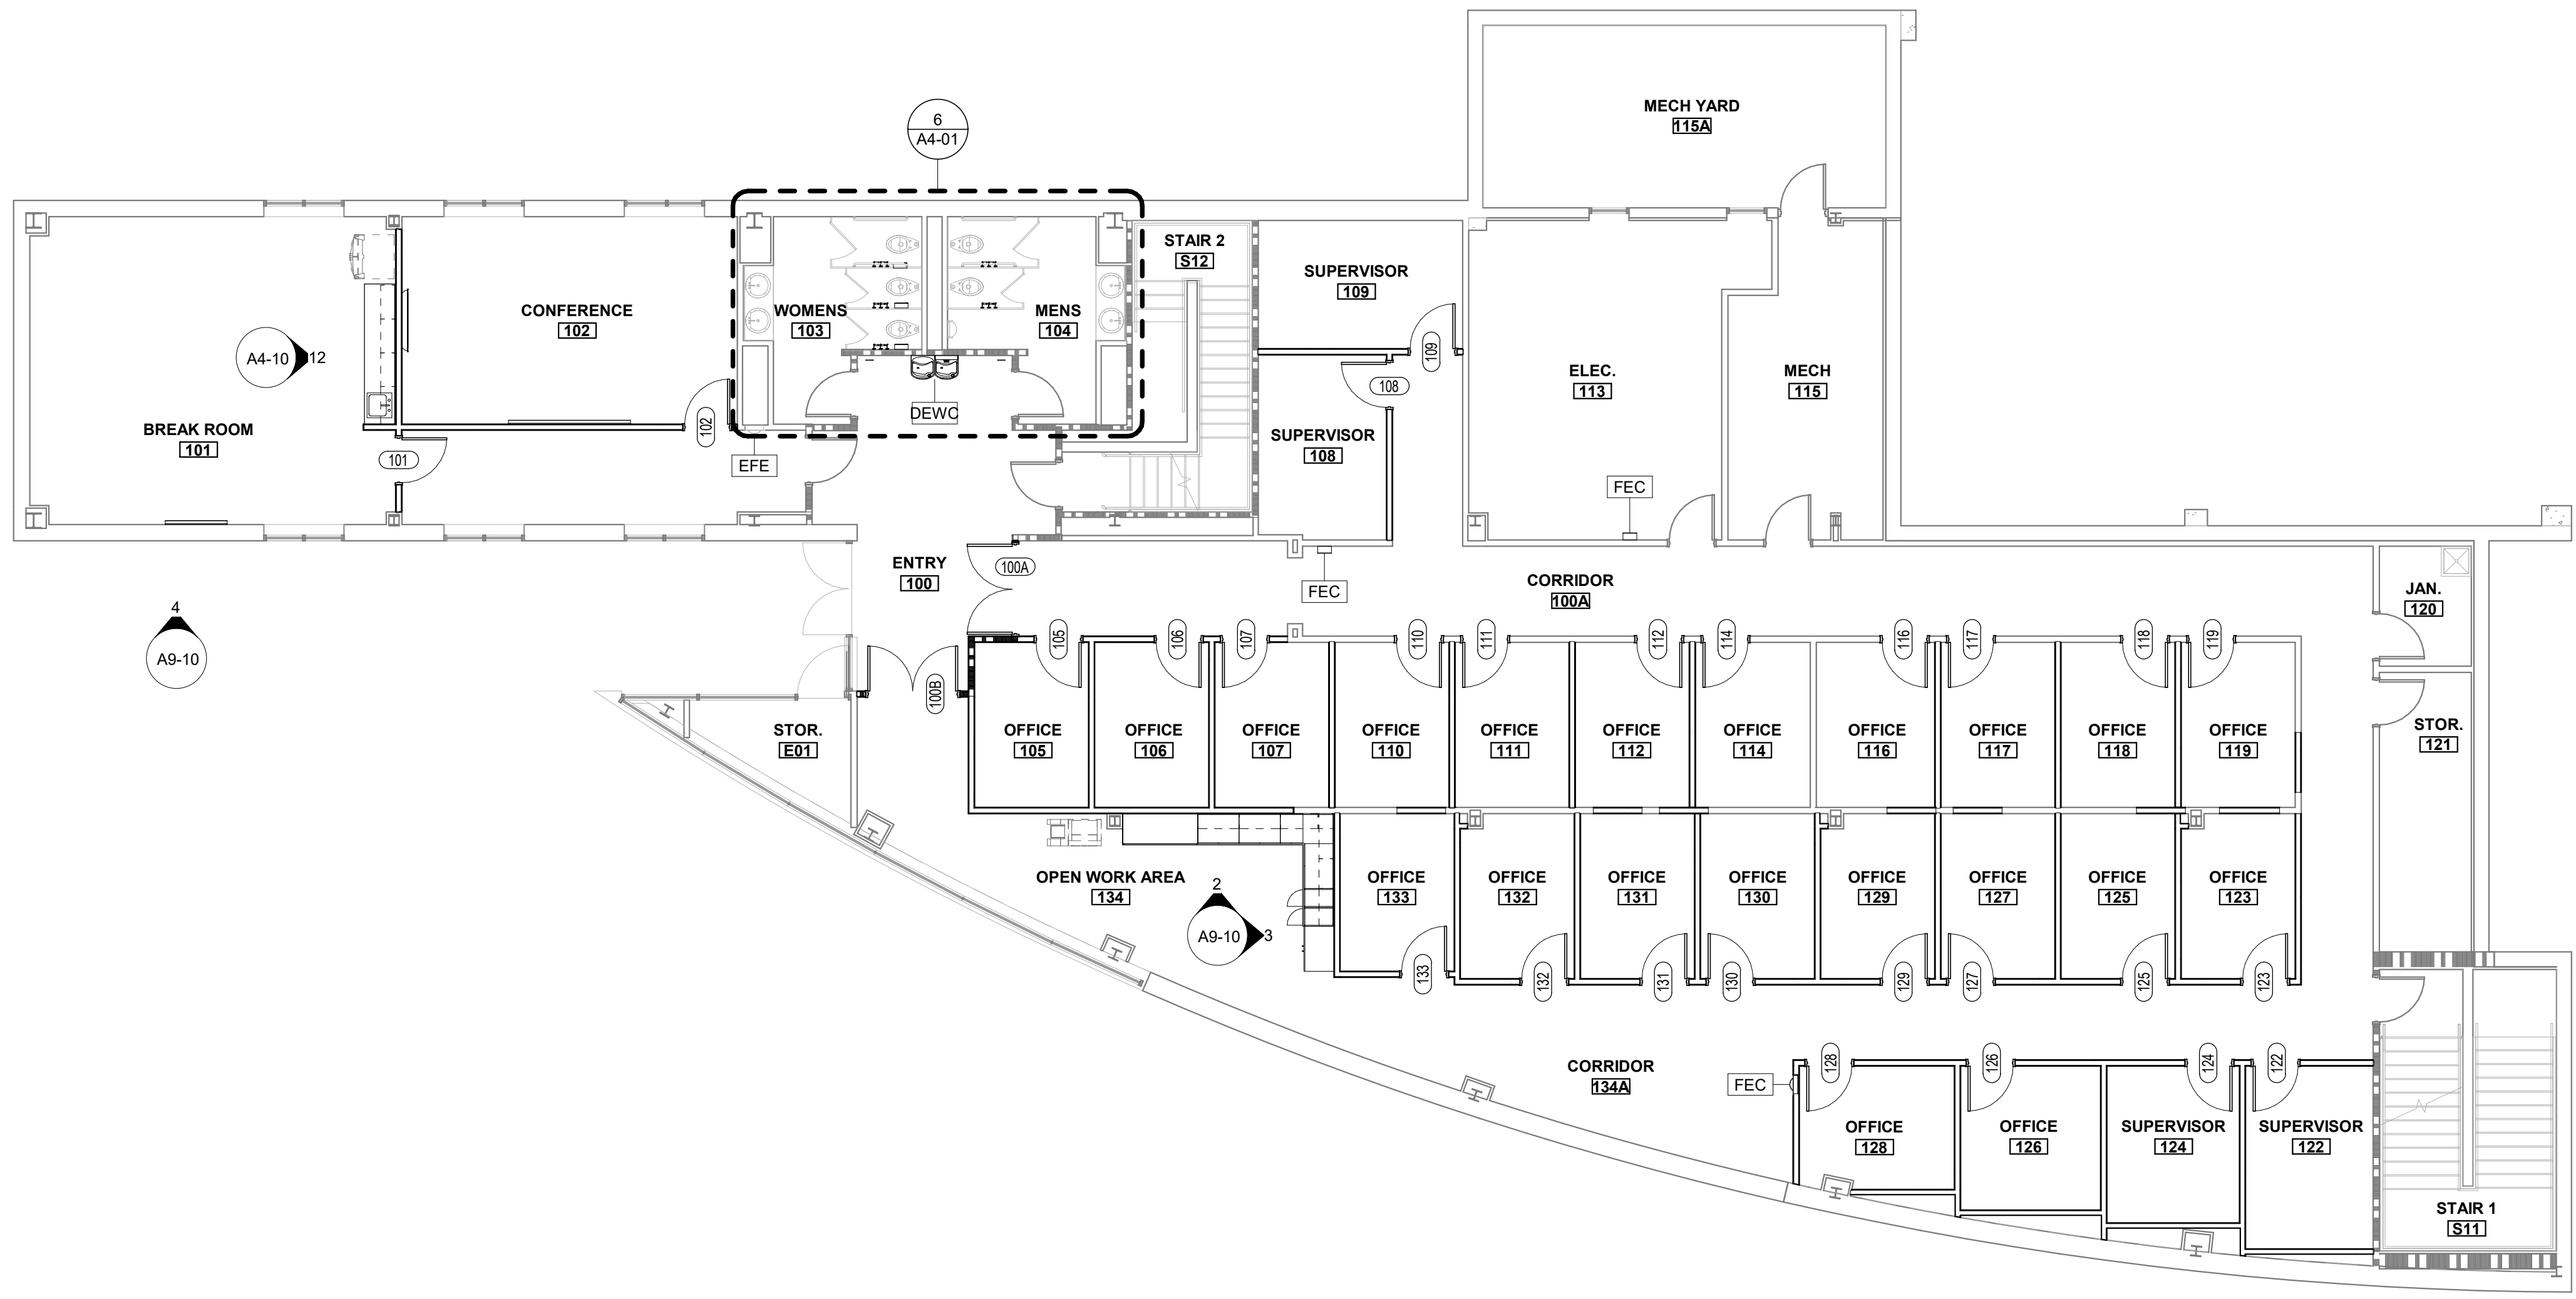 MECH YARD
115A
6
A4-01
STAIR 2
S12
SUPERVISOR
109
CONFERENCE
102
WOMENS
103
MENS
104
A4-10
12
109
ELEC.
113
MECH
115
108
DEWC
BREAK ROOM
101
102
101
SUPERVISOR
108
EFE
FEC
ENTRY
100
100A
FEC
CORRIDOR
100A
JAN.
120
4
A9-10
105
106
107
110
111
112
114
116
117
118
119
100B
STOR.
E01
OFFICE
105
OFFICE
106
OFFICE
107
OFFICE
110
OFFICE
111
OFFICE
112
OFFICE
114
OFFICE
116
OFFICE
117
OFFICE
118
OFFICE
119
STOR.
121
OPEN WORK AREA
134
2
A9-10
3
OFFICE
133
OFFICE
132
OFFICE
131
OFFICE
130
OFFICE
129
OFFICE
127
OFFICE
125
OFFICE
123
133
132
131
130
129
127
125
123
CORRIDOR
134A
FEC
128
126
124
122
OFFICE
128
OFFICE
126
SUPERVISOR
124
SUPERVISOR
122
STAIR 1
S11